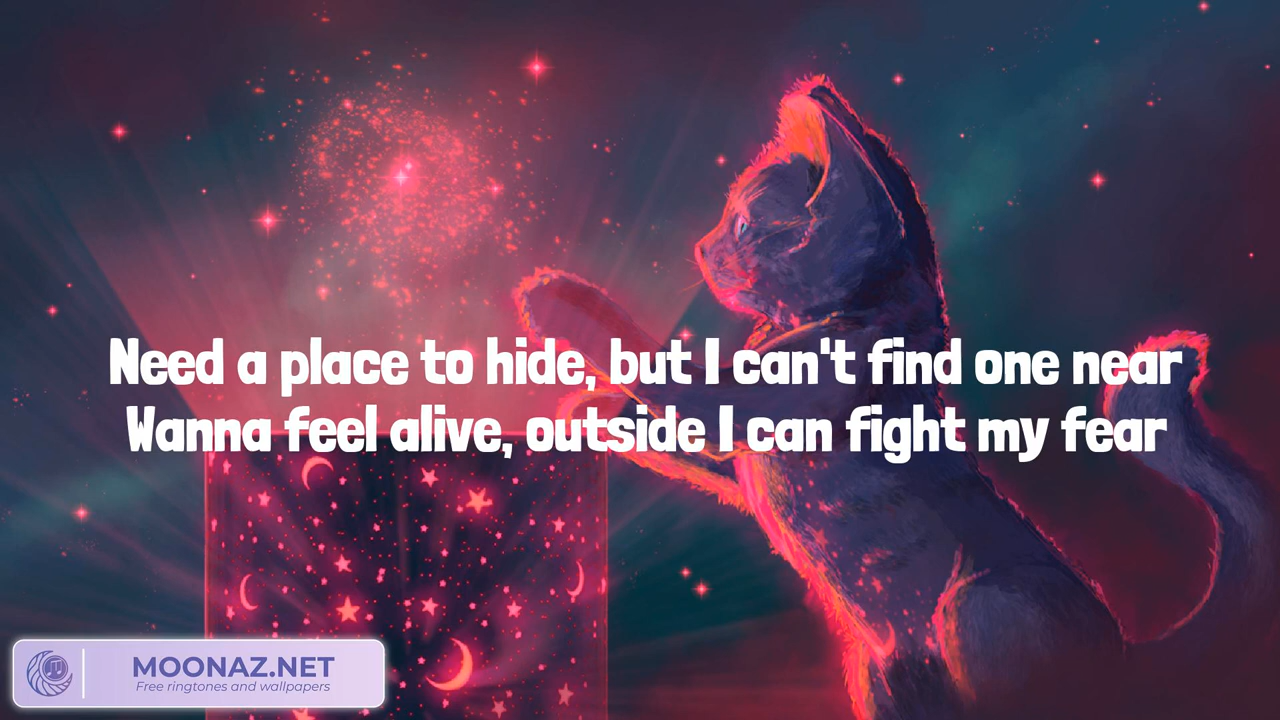 Need a place to hide, but I can't find one near
Wanna feel alive, outside I can fight my fear
MOONAZ.NET
Free ringtones and wallpapers